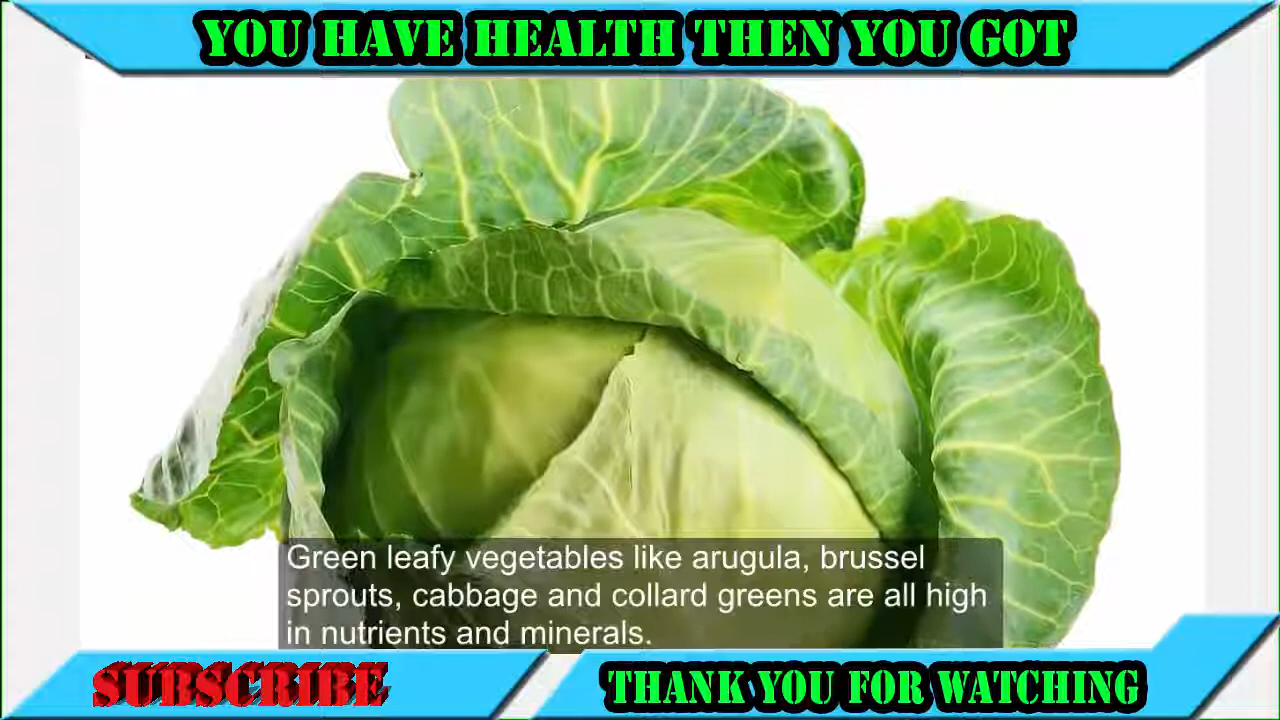 YOU HAVE HEALTH THEN YOU GOT
Green leafy vegetables like arugula, brussel
sprouts, cabbage and collard greens are all high
in nutrients and minerals.
SUBSCRIBE
THANK YOU FOR WATCHING